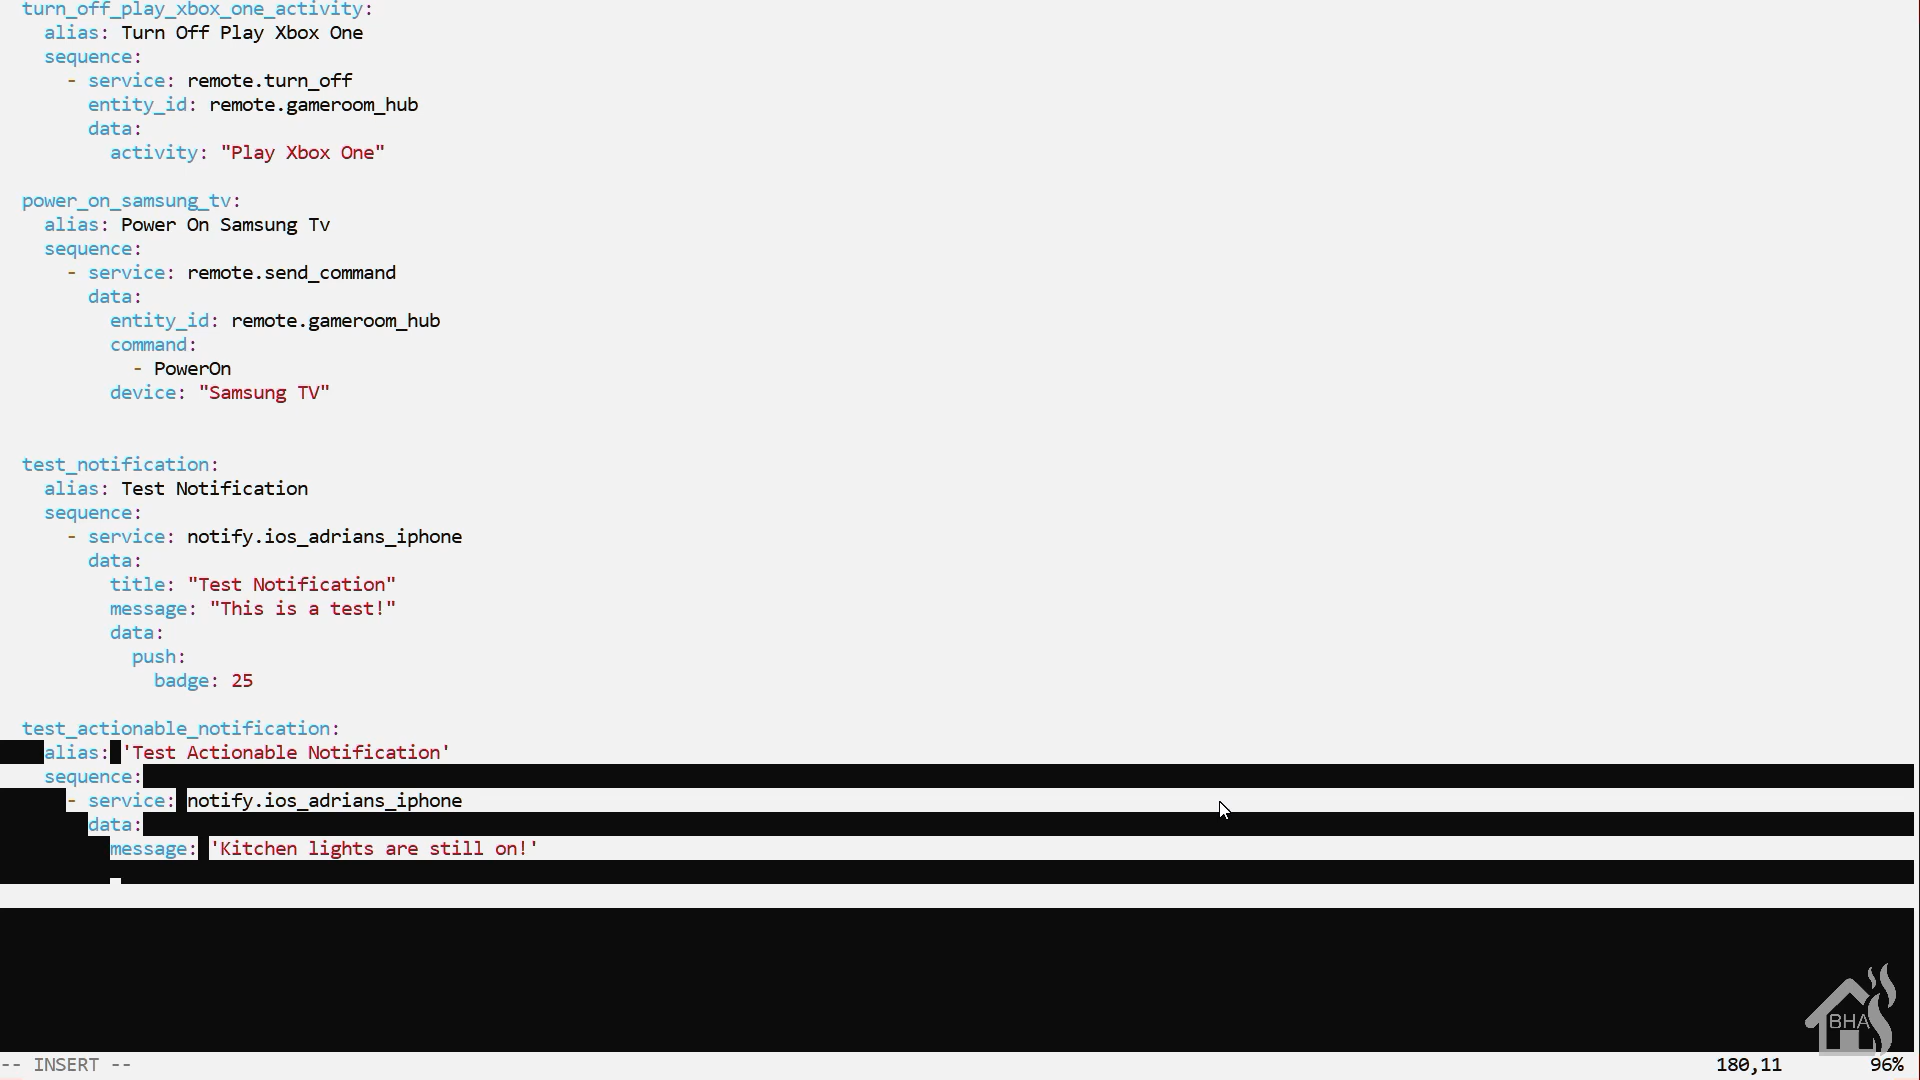 turn_off_play_xbox_one_activity:
  alias: Turn Off Play Xbox One
  sequence:
    - service: remote.turn_off
      entity_id: remote.gameroom_hub
      data:
        activity: "Play Xbox One"

power_on_samsung_tv:
  alias: Power On Samsung Tv
  sequence:
    - service: remote.send_command
      data:
        entity_id: remote.gameroom_hub
        command:
          - PowerOn
        device: "Samsung TV"

test_notification:
  alias: Test Notification
  sequence:
    - service: notify.ios_adrians_iphone
      data:
        title: "Test Notification"
        message: "This is a test!"
        data:
          push:
            badge: 25

test_actionable_notification:
  alias: 'Test Actionable Notification'
  sequence:
    - service: notify.ios_adrians_iphone
      data:
        message: 'Kitchen lights are still on!'
BHA
-- INSERT -- 180,11 96%